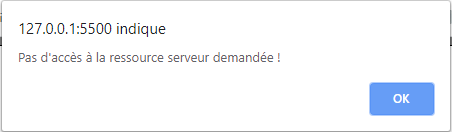 127.0.0.1:5500 indique
Pas d'accès à la ressource serveur demandée !
OK